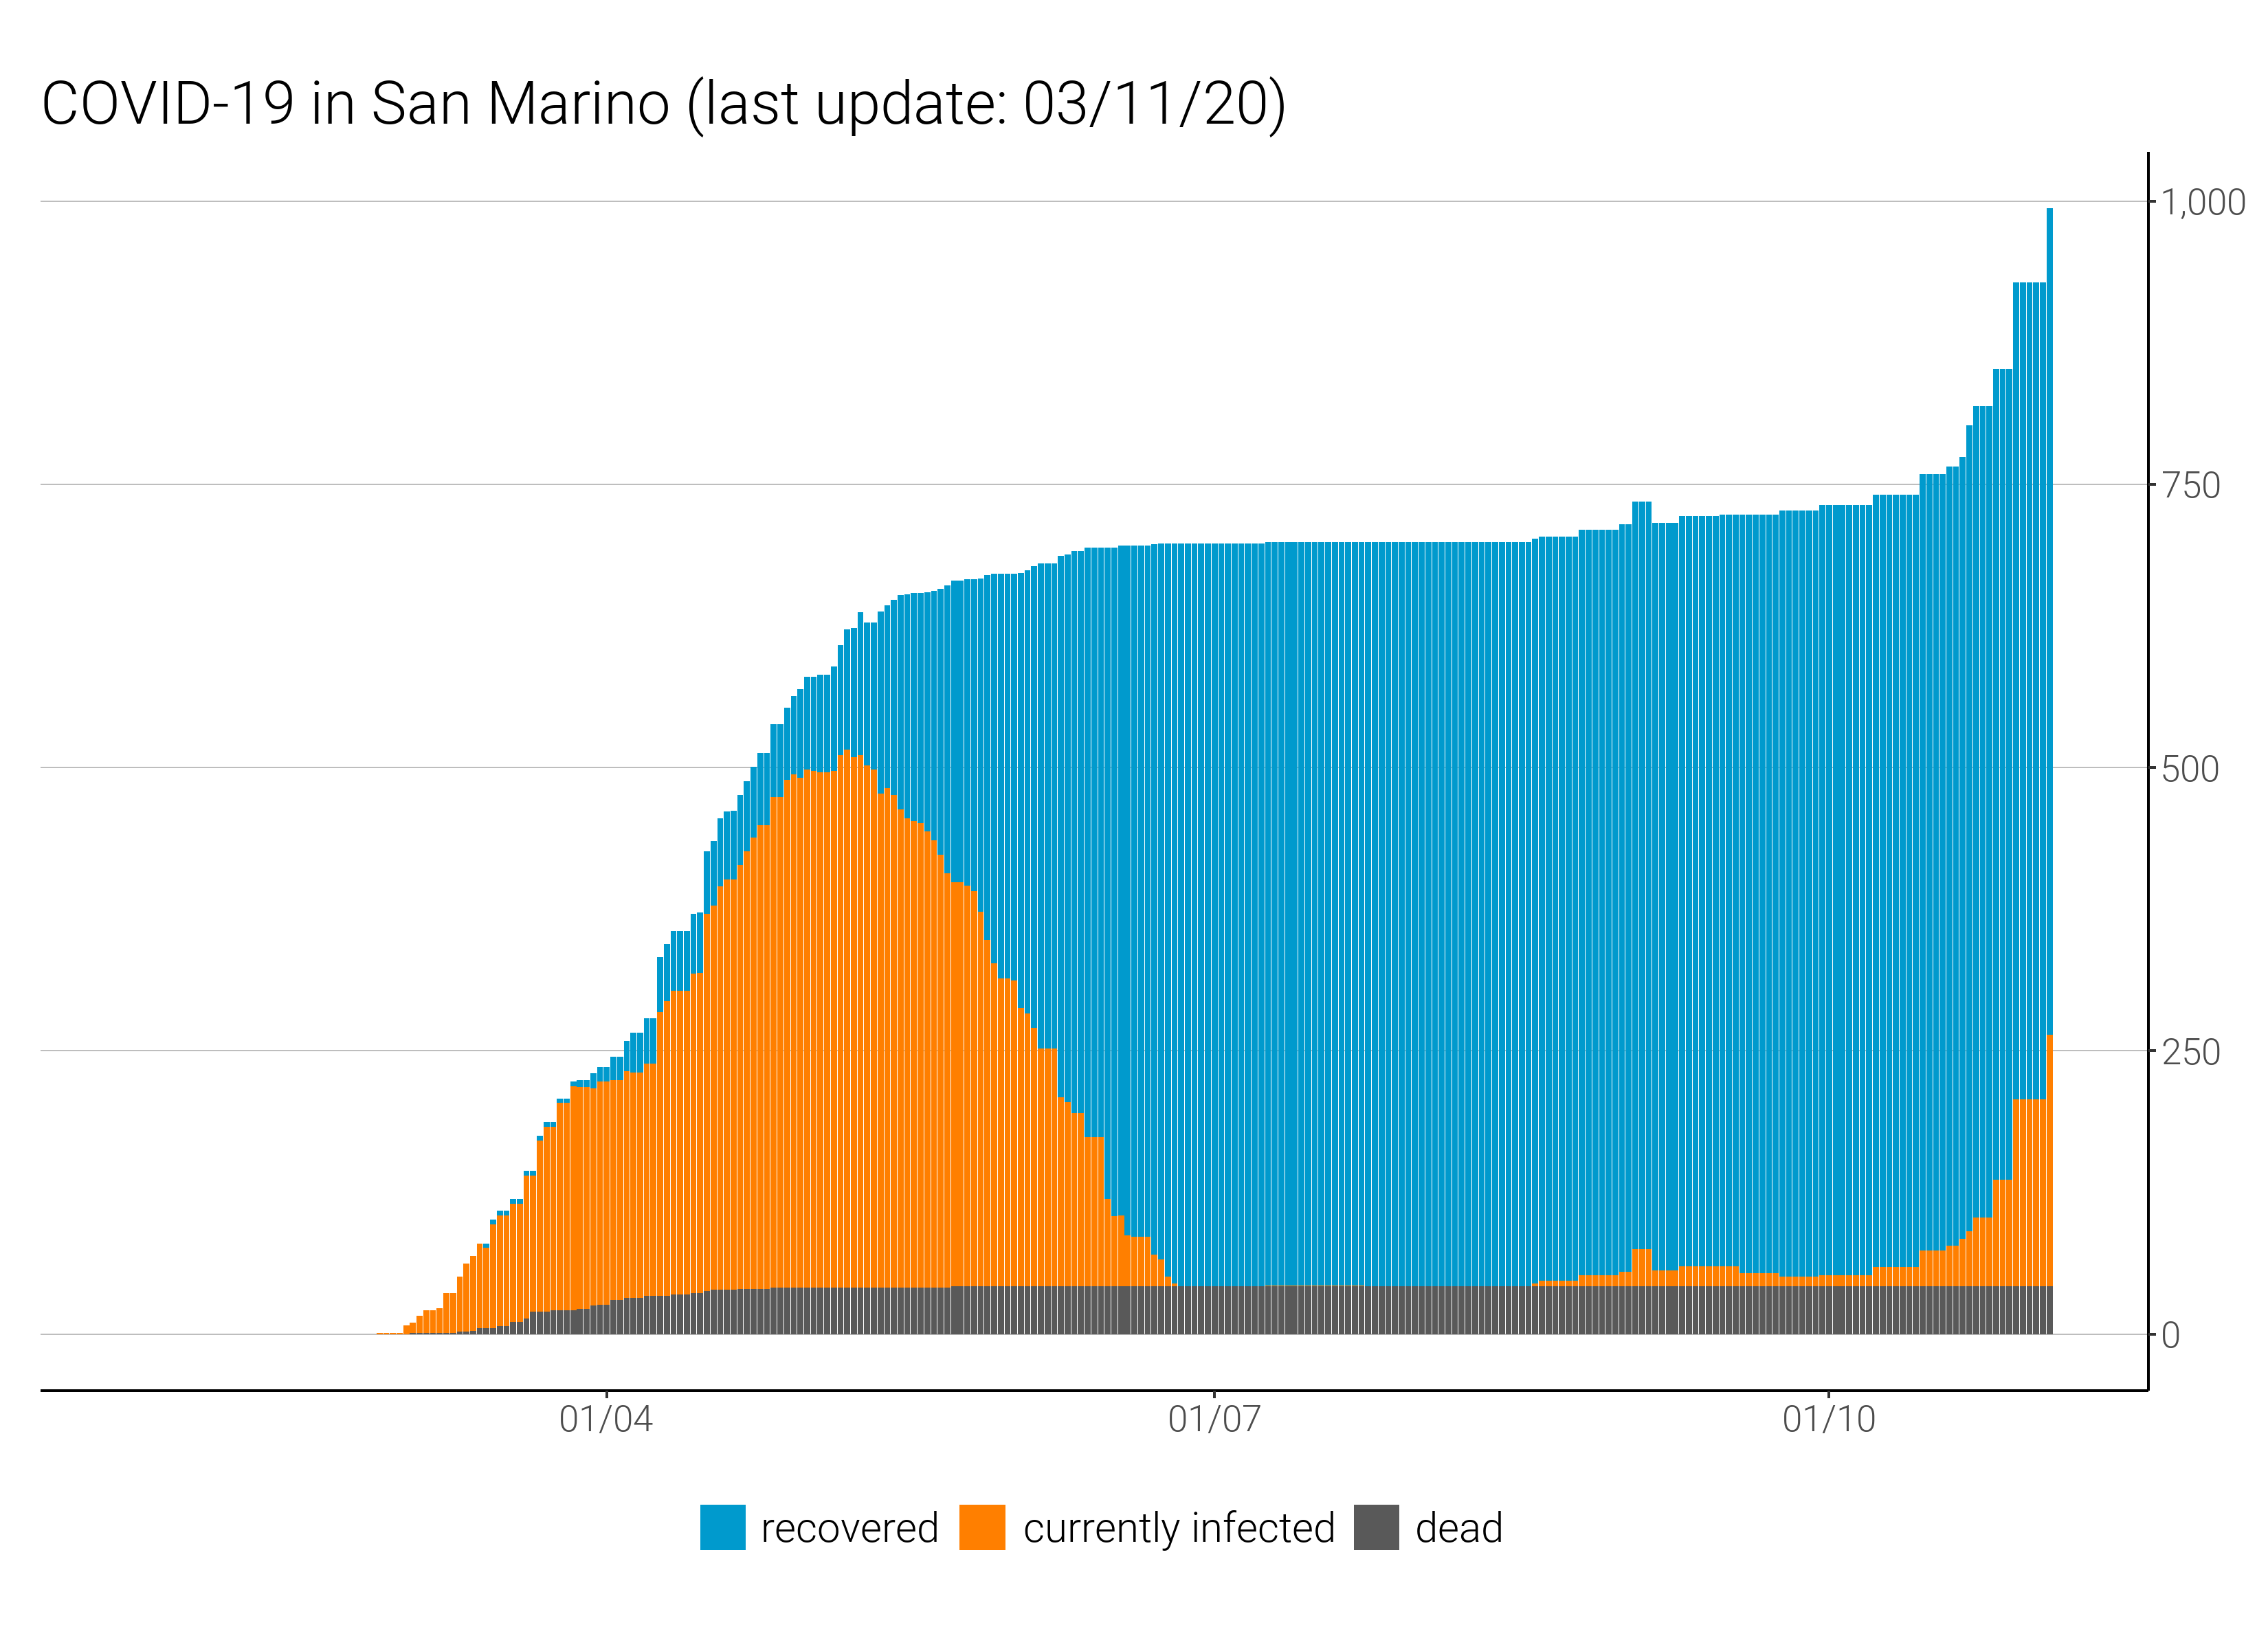 COVID-19 in San Marino (last update: 03/11/20)
1,000
750
500
250
0
01/04 01/07 01/10
recovered currently infected dead